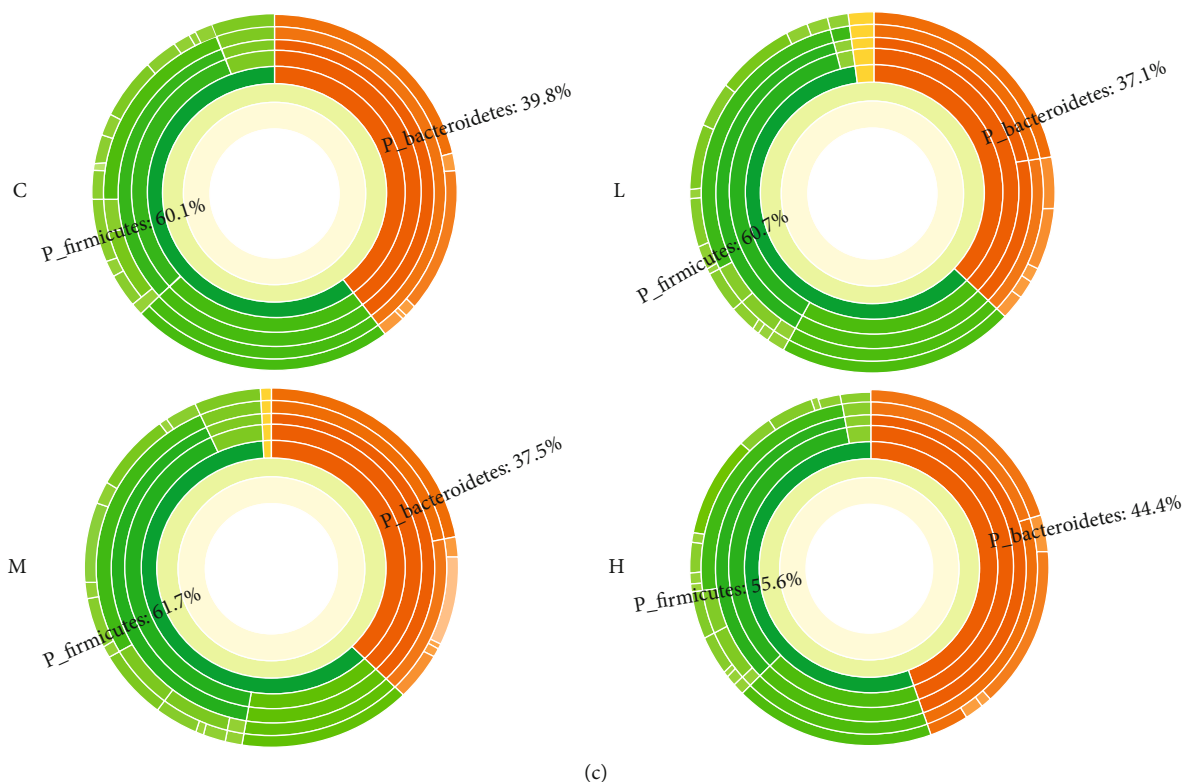 C
P_bacteroidetes: 39.8%
P_firmicutes: 60.1%
L
P_bacteroidetes: 37.1%
P_firmicutes: 60.7%
M
P_bacteroidetes: 37.5%
P_firmicutes: 61.7%
H
P_bacteroidetes: 44.4%
P_firmicutes: 55.6%
(c)